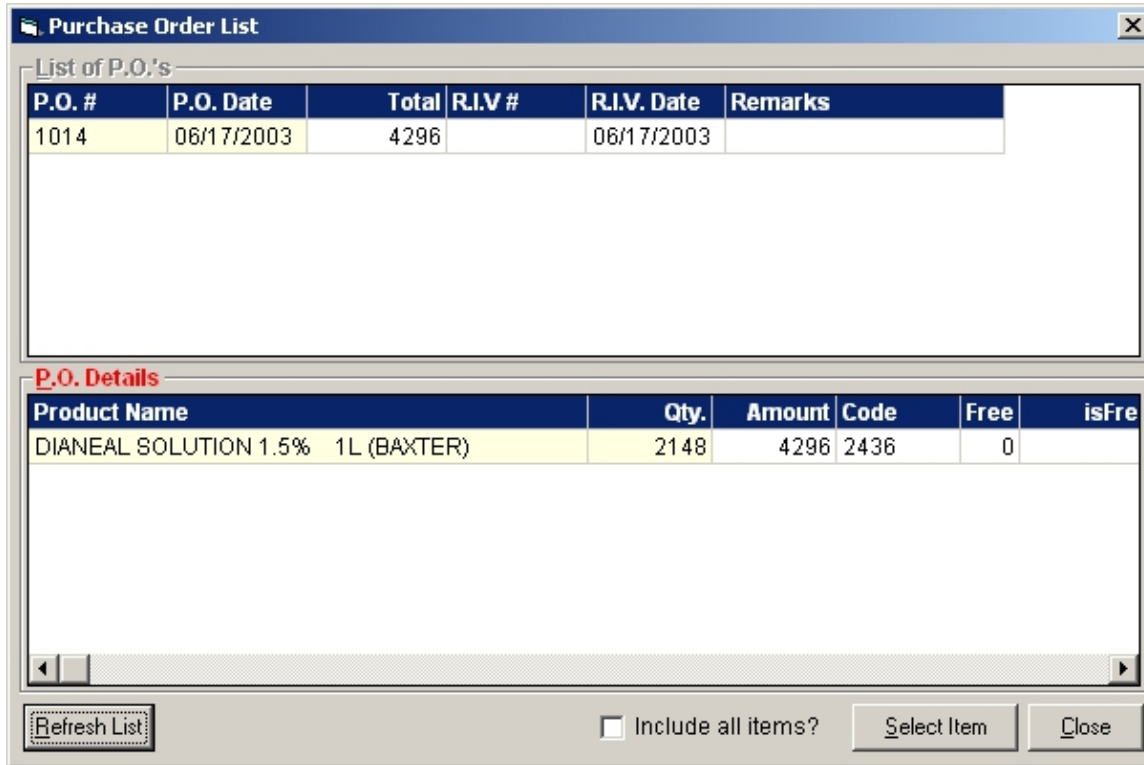 Purchase Order List
List of P.O.'s
P.O. # P.O. Date Total R.I.V # R.I.V. Date Remarks
1014 06/17/2003 4296 06/17/2003
P.O. Details
Product Name Qty. Amount Code Free isFre
DIANEAL SOLUTION 1.5% 1L (BAXTER) 2148 4296 2436 0
Refresh List Include all items? Select Item Close